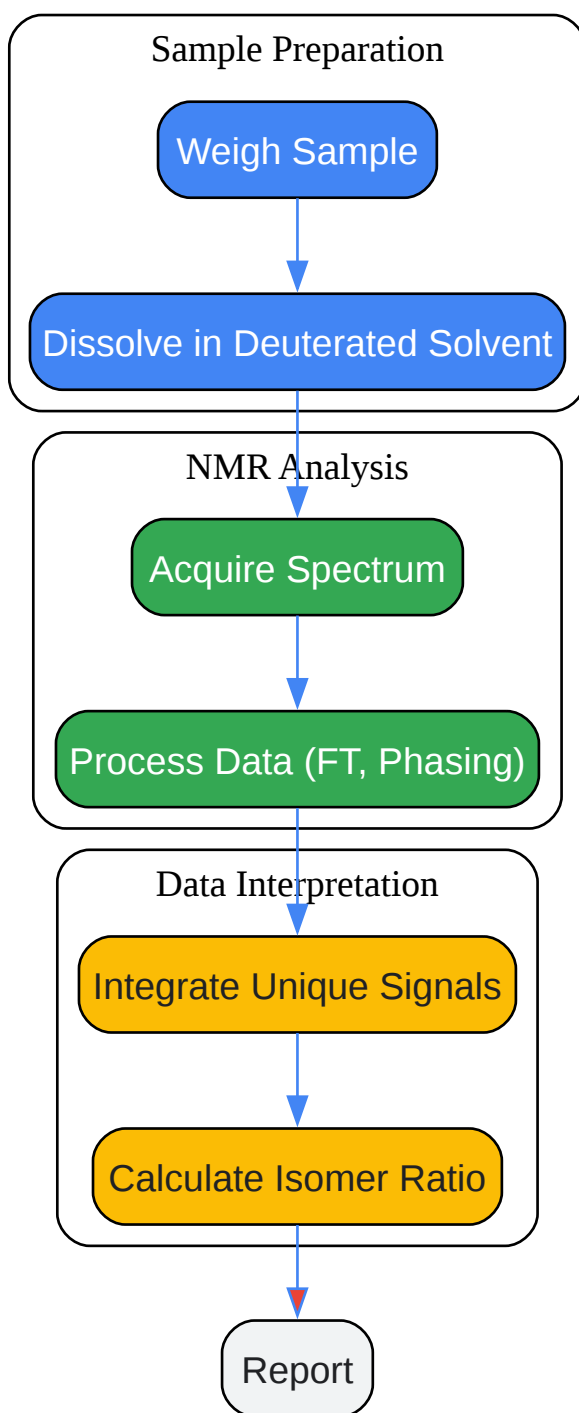 Sample Preparation
Weigh Sample
Dissolve in Deuterated Solvent
NMR Analysis
Acquire Spectrum
Process Data (FT, Phasing)
Data Interpretation
Integrate Unique Signals
Calculate Isomer Ratio
Report